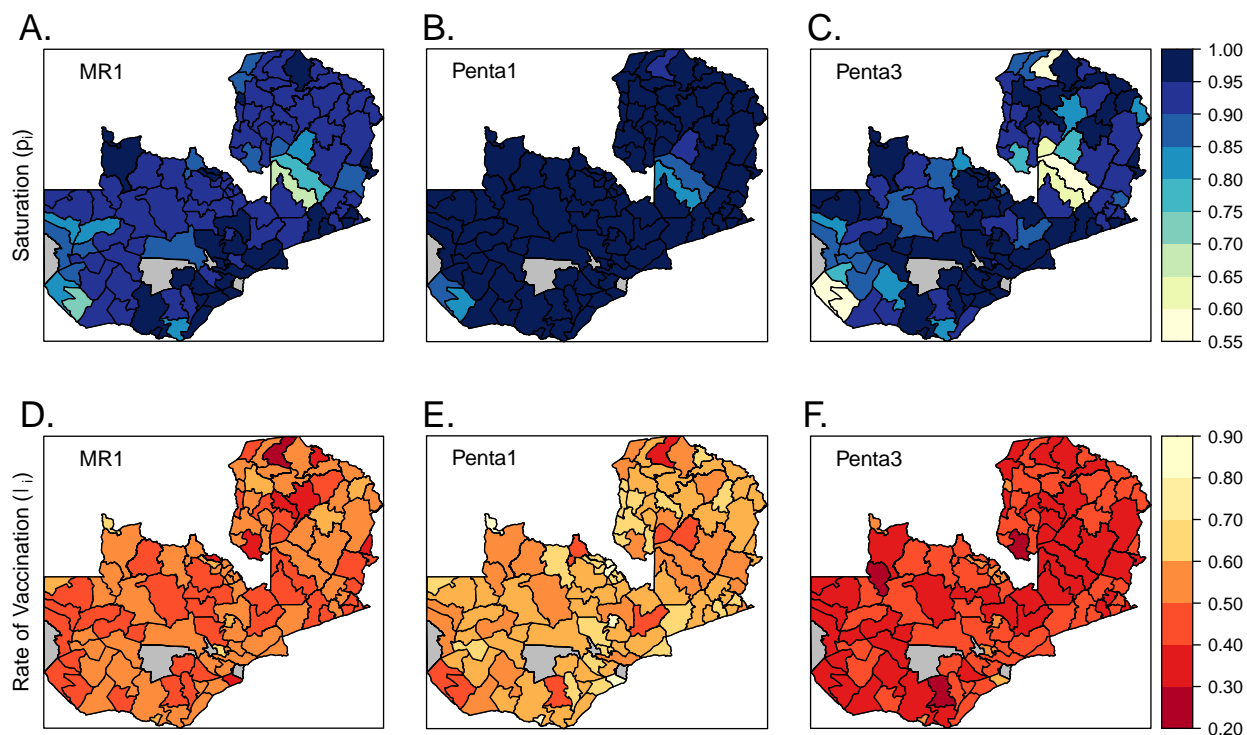 A.
B.
C.
MR1
Penta1
Penta3
Saturation (pi)
1.00
0.95
0.90
0.85
0.80
0.75
0.70
0.65
0.60
0.55
D.
E.
F.
MR1
Penta1
Penta3
Rate of Vaccination (l i)
0.90
0.80
0.70
0.60
0.50
0.40
0.30
0.20